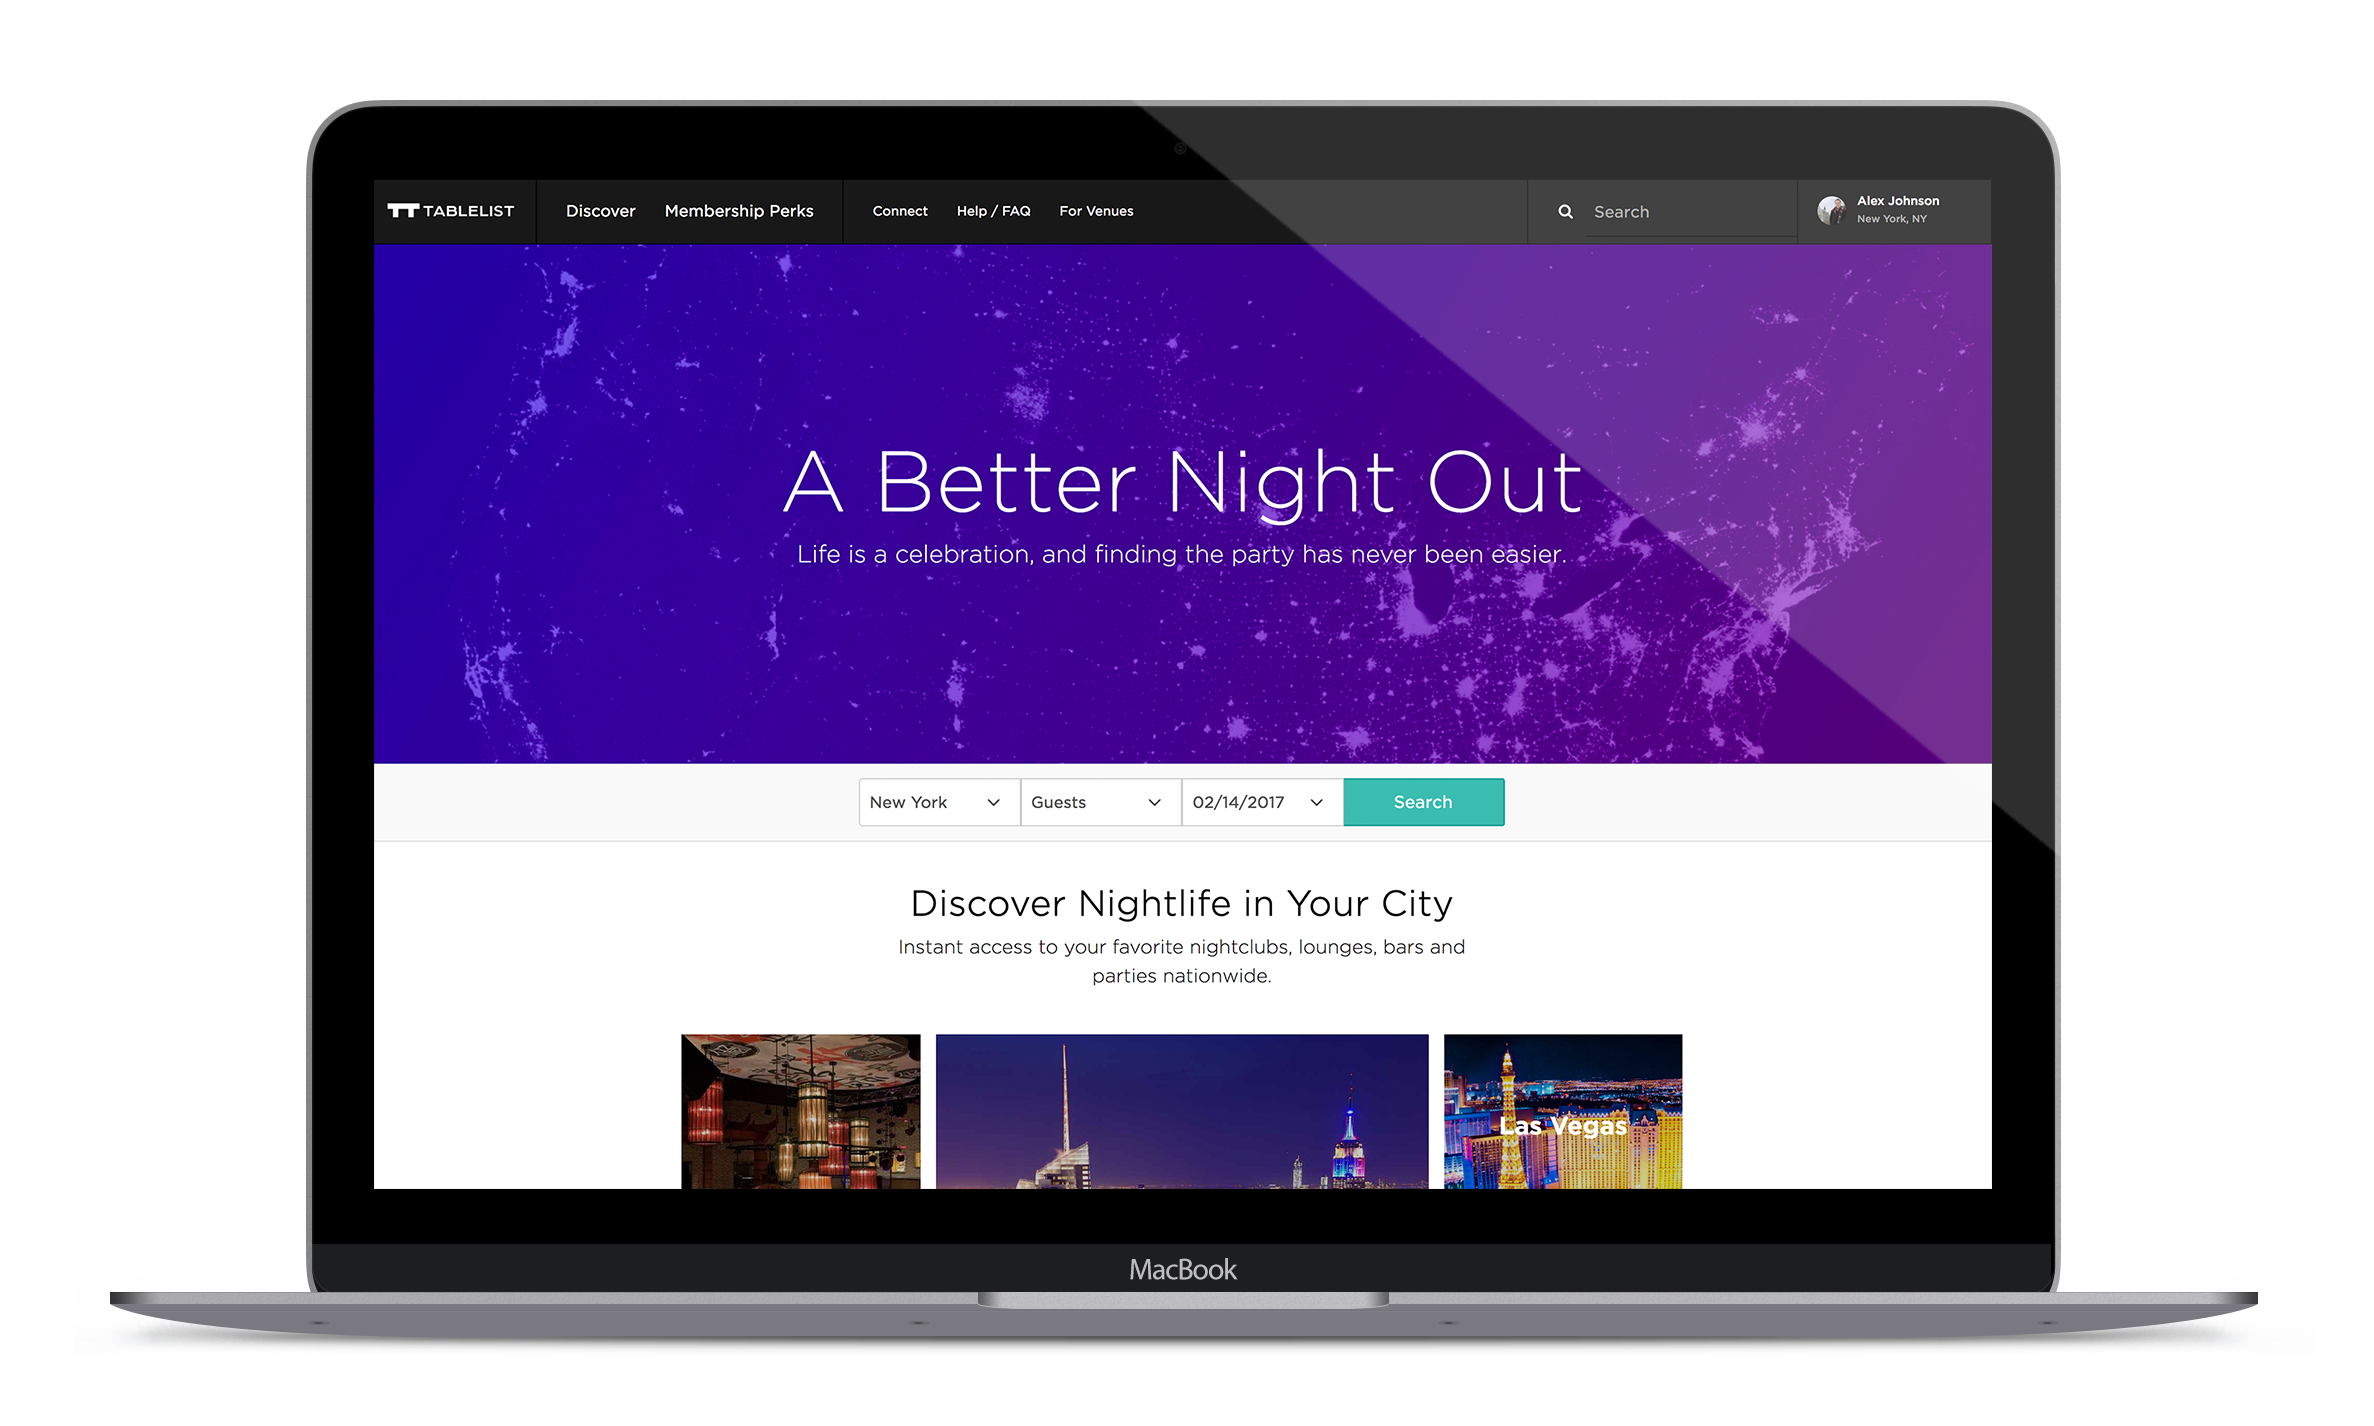 TABLELIST
Discover
Membership Perks
Connect
Help / FAQ
For Venues
Search
Alex Johnson
New York, NY
A Better Night Out
Life is a celebration, and finding the party has never been easier.
New York
Guests
02/14/2017
Search
Discover Nightlife in Your City
Instant access to your favorite nightclubs, lounges, bars and
parties nationwide.
Las Vegas
MacBook